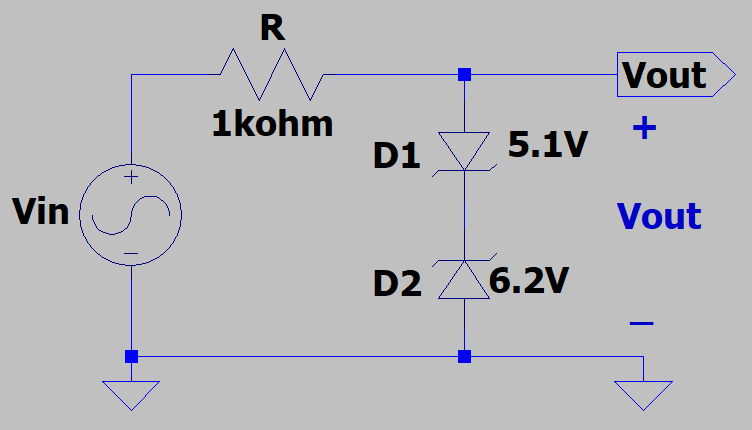 R
Vout
1kohm
+
D1
5.1V
+
Vin
Vout
−
D2
6.2V
−